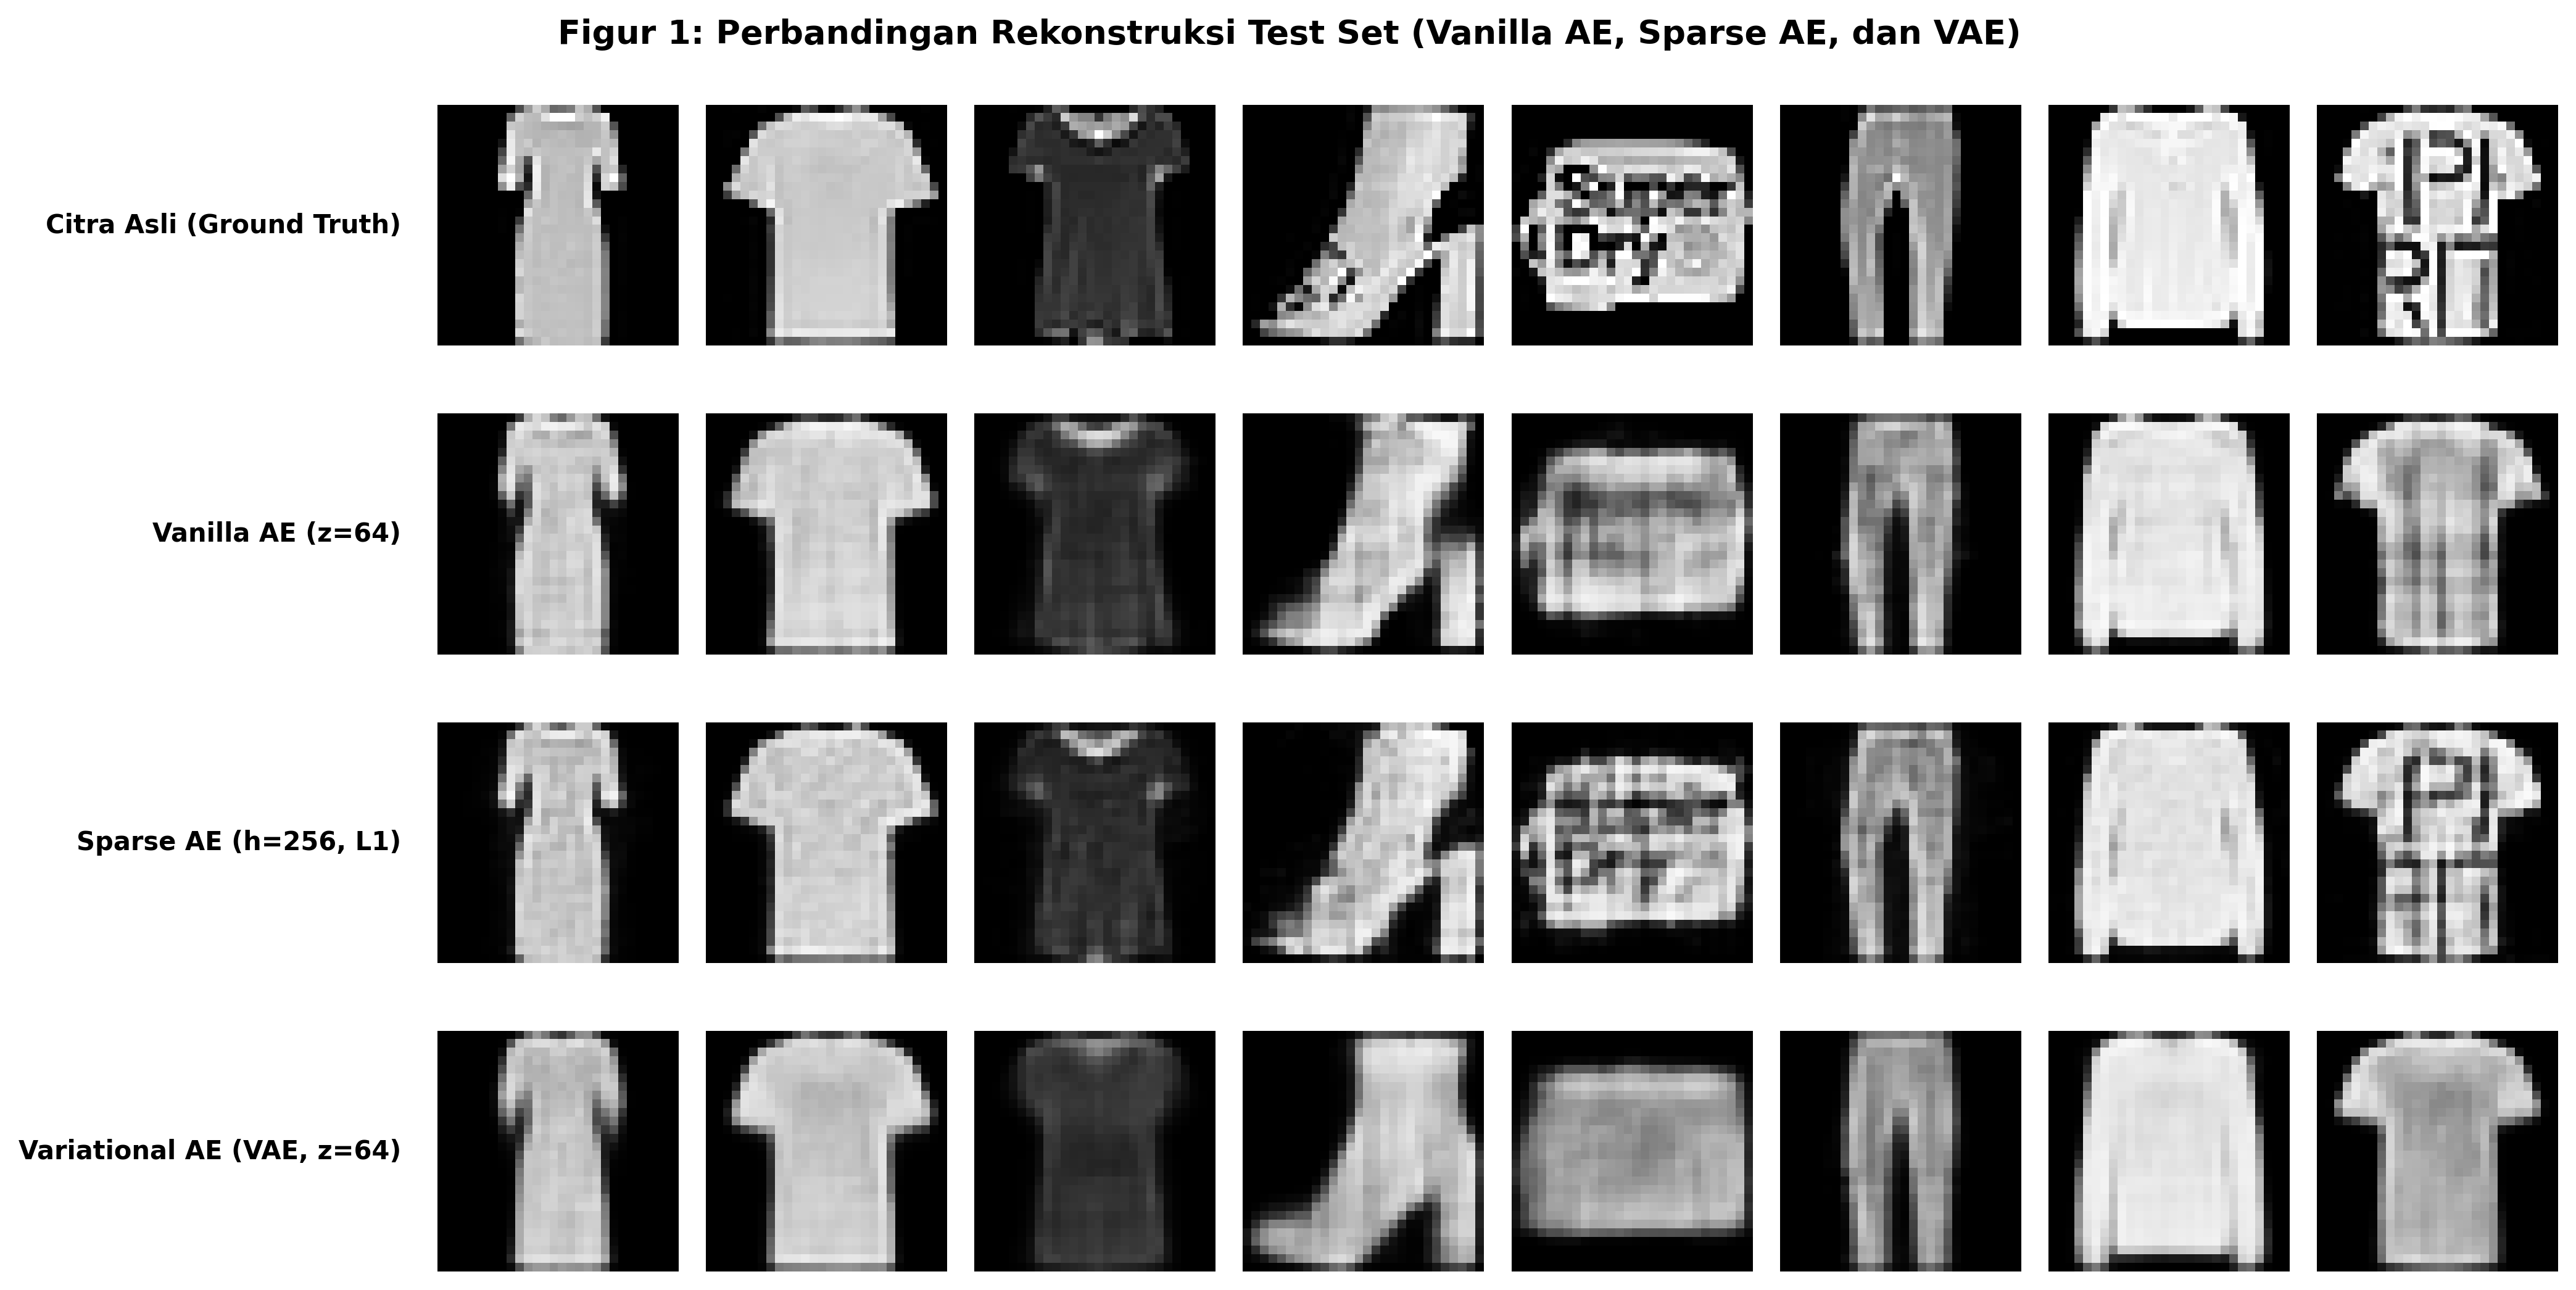 Figur 1: Perbandingan Rekonstruksi Test Set (Vanilla AE, Sparse AE, dan VAE)
Citra Asli (Ground Truth)
Super
Dry
Vanilla AE (z=64)
Sparse AE (h=256, L1)
Variational AE (VAE, z=64)